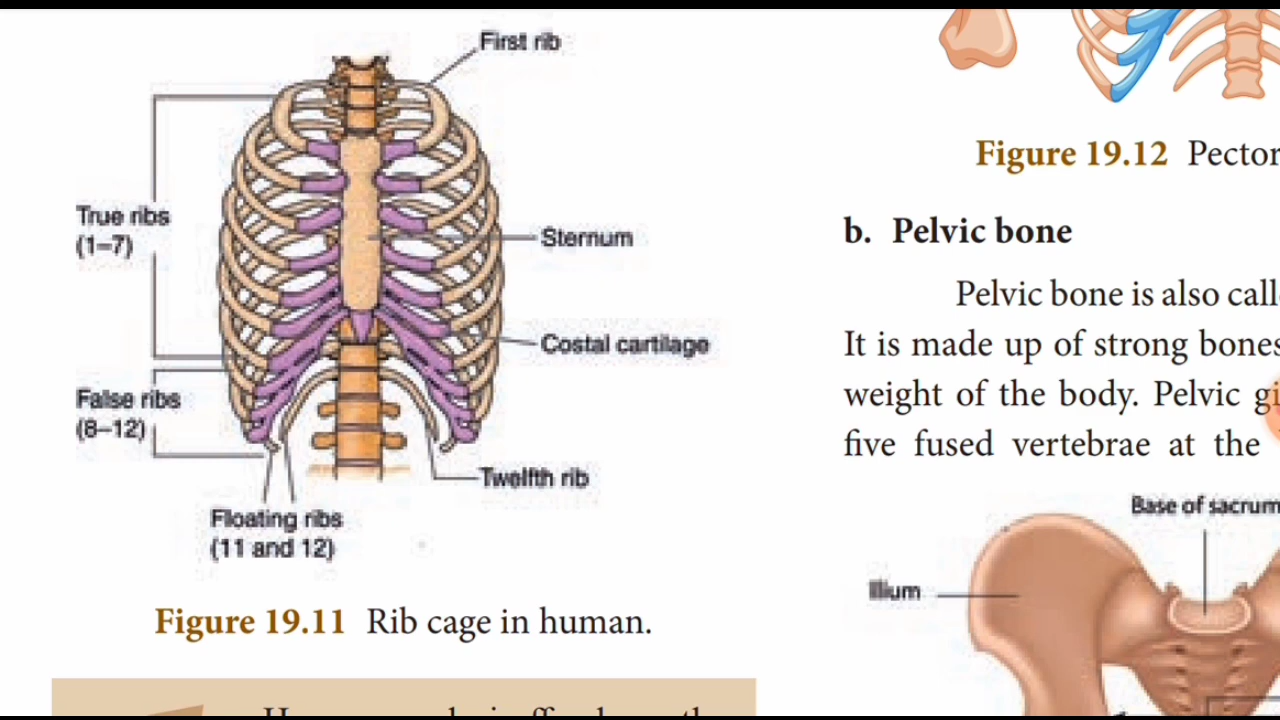 First rib
True ribs
(1–7)
Sternum
Costal cartilage
False ribs
(8–12)
Twelfth rib
Floating ribs
(11 and 12)
Figure 19.11 Rib cage in human.
Figure 19.12 Pector
b. Pelvic bone
Pelvic bone is also call
It is made up of strong bones
weight of the body. Pelvic gi
five fused vertebrae at the
Base of sacrum
Illium